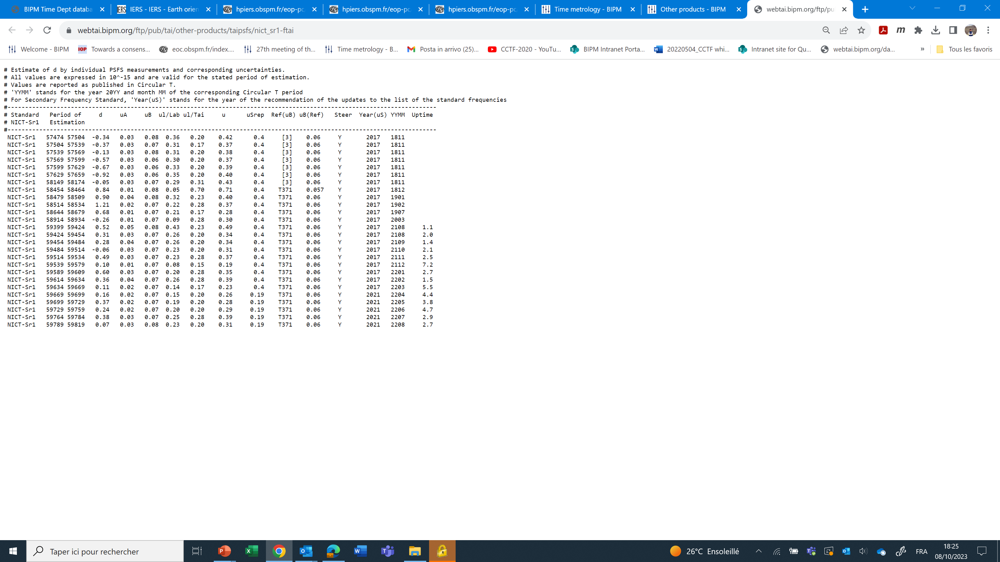 BIPM Time Dept databa
IERS IERS - IERS - Earth orien
hpiers.obspm.fr/eop-pc
hpiers.obspm.fr/eop-pc
hpiers.obspm.fr/eop-pc
Time metrology - BIPM
Other products - BIPM
webtai.bipm.org/ftp/pu
webtai.bipm.org/ftp/pub/tai/other-products/taipsfs/nict_sr1-ftai
Welcome - BIPM
IOP Towards a consens...
eoc.obspm.fr/index....
27th meeting of th...
Time metrology - B...
Posta in arrivo (25)...
CCTF-2020 - YouTu...
BIPM Intranet Porta...
20220504_CCTF whi...
Intranet site for Qu...
webtai.bipm.org/da...
»
Tous les favoris
# Estimate of d by individual PSFS measurements and corresponding uncertainties.
# All values are expressed in 10^-15 and are valid for the stated period of estimation.
# Values are reported as published in Circular T.
# 'YYMM' stands for the year 20YY and month MM of the corresponding Circular T period
# For Secondary Frequency Standard, 'Year(uS)' stands for the year of the recommendation of the updates to the list of the standard frequencies
#--------------------------------------------------------------------------------------------------------------------------
# Standard Period of d uA uB ul/Lab ul/Tai u uSrep Ref(uB) uB(Ref) Steer Year(uS) YYMM Uptime
# NICT-Sr1 Estimation
#--------------------------------------------------------------------------------------------------------------------------
NICT-Sr1 57474 57504 -0.34 0.03 0.08 0.36 0.20 0.42 0.4 [3] 0.06 Y 2017 1811
NICT-Sr1 57504 57539 -0.37 0.03 0.07 0.31 0.17 0.37 0.4 [3] 0.06 Y 2017 1811
NICT-Sr1 57539 57569 -0.13 0.03 0.08 0.31 0.20 0.38 0.4 [3] 0.06 Y 2017 1811
NICT-Sr1 57569 57599 -0.57 0.03 0.06 0.30 0.20 0.37 0.4 [3] 0.06 Y 2017 1811
NICT-Sr1 57599 57629 -0.67 0.03 0.06 0.33 0.20 0.39 0.4 [3] 0.06 Y 2017 1811
NICT-Sr1 57629 57659 -0.92 0.03 0.06 0.35 0.20 0.40 0.4 [3] 0.06 Y 2017 1811
NICT-Sr1 58149 58174 -0.05 0.03 0.07 0.29 0.31 0.43 0.4 [3] 0.06 Y 2017 1811
NICT-Sr1 58454 58464 0.84 0.01 0.08 0.05 0.70 0.71 0.4 T371 0.057 Y 2017 1812
NICT-Sr1 58479 58509 0.90 0.04 0.08 0.32 0.23 0.40 0.4 T371 0.06 Y 2017 1901
NICT-Sr1 58514 58534 1.21 0.02 0.07 0.22 0.28 0.37 0.4 T371 0.06 Y 2017 1902
NICT-Sr1 58644 58679 0.68 0.01 0.07 0.21 0.17 0.28 0.4 T371 0.06 Y 2017 1907
NICT-Sr1 58914 58934 -0.26 0.01 0.07 0.09 0.28 0.30 0.4 T371 0.06 Y 2017 2003
NICT-Sr1 59399 59424 0.52 0.05 0.08 0.43 0.23 0.49 0.4 T371 0.06 Y 2017 2108 1.1
NICT-Sr1 59424 59454 0.31 0.03 0.07 0.26 0.20 0.34 0.4 T371 0.06 Y 2017 2108 2.0
NICT-Sr1 59454 59484 0.28 0.04 0.07 0.26 0.20 0.34 0.4 T371 0.06 Y 2017 2109 1.4
NICT-Sr1 59484 59514 -0.06 0.03 0.07 0.23 0.20 0.31 0.4 T371 0.06 Y 2017 2110 2.1
NICT-Sr1 59514 59534 0.49 0.03 0.07 0.23 0.28 0.37 0.4 T371 0.06 Y 2017 2111 2.5
NICT-Sr1 59539 59579 0.10 0.01 0.07 0.08 0.15 0.19 0.4 T371 0.06 Y 2017 2112 7.2
NICT-Sr1 59589 59609 0.60 0.03 0.07 0.20 0.28 0.35 0.4 T371 0.06 Y 2017 2201 2.7
NICT-Sr1 59614 59634 0.36 0.04 0.07 0.26 0.28 0.39 0.4 T371 0.06 Y 2017 2202 1.5
NICT-Sr1 59634 59669 0.11 0.02 0.07 0.14 0.17 0.23 0.4 T371 0.06 Y 2017 2203 5.5
NICT-Sr1 59669 59699 0.16 0.02 0.07 0.15 0.20 0.26 0.19 T371 0.06 Y 2021 2204 4.4
NICT-Sr1 59699 59729 0.37 0.02 0.07 0.19 0.20 0.28 0.19 T371 0.06 Y 2021 2205 3.8
NICT-Sr1 59729 59759 0.24 0.02 0.07 0.20 0.20 0.29 0.19 T371 0.06 Y 2021 2206 4.7
NICT-Sr1 59764 59784 0.38 0.03 0.07 0.25 0.28 0.39 0.19 T371 0.06 Y 2021 2207 2.9
NICT-Sr1 59789 59819 0.07 0.03 0.08 0.23 0.20 0.31 0.19 T371 0.06 Y 2021 2208 2.7
Taper ici pour rechercher
26°C Ensoleillé
FRA
18:25
08/10/2023